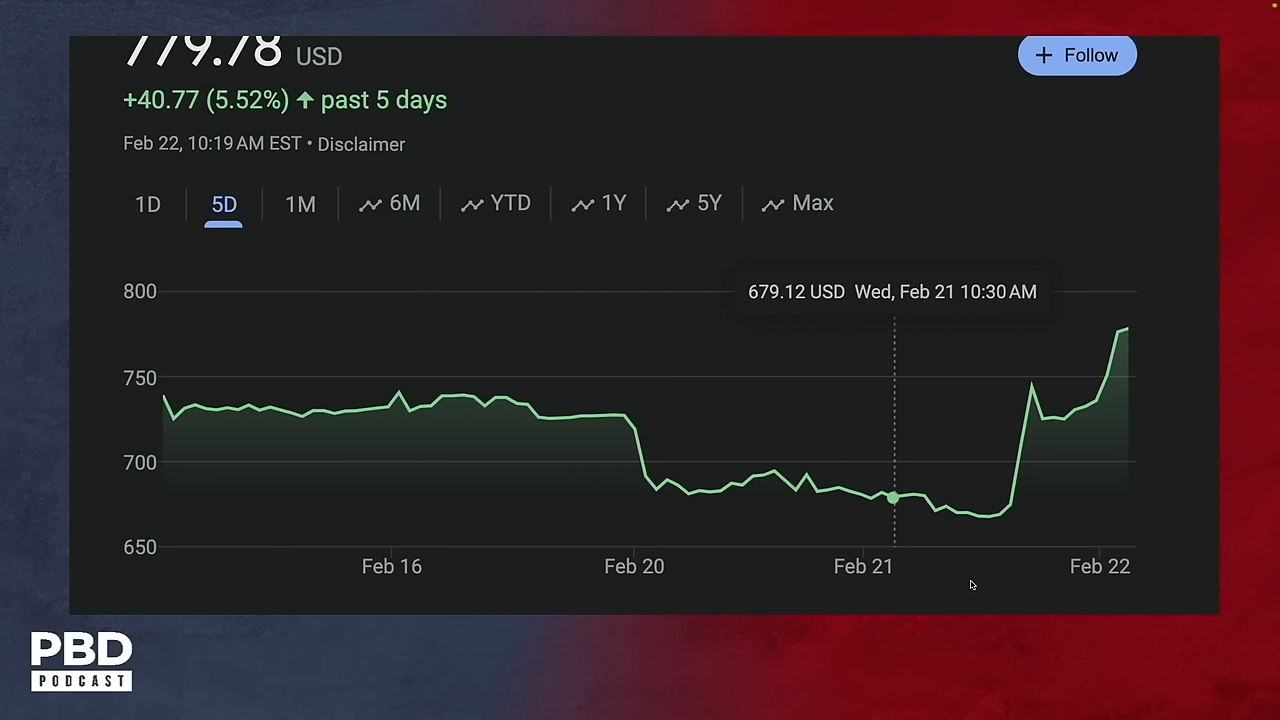 779.78 USD
+ Follow
+40.77 (5.52%) ↑ past 5 days
Feb 22, 10:19 AM EST • Disclaimer
1D 5D 1M 6M YTD 1Y 5Y Max
800
679.12 USD Wed, Feb 21 10:30 AM
750
700
650
Feb 16 Feb 20 Feb 21 Feb 22
PBD
PODCAST